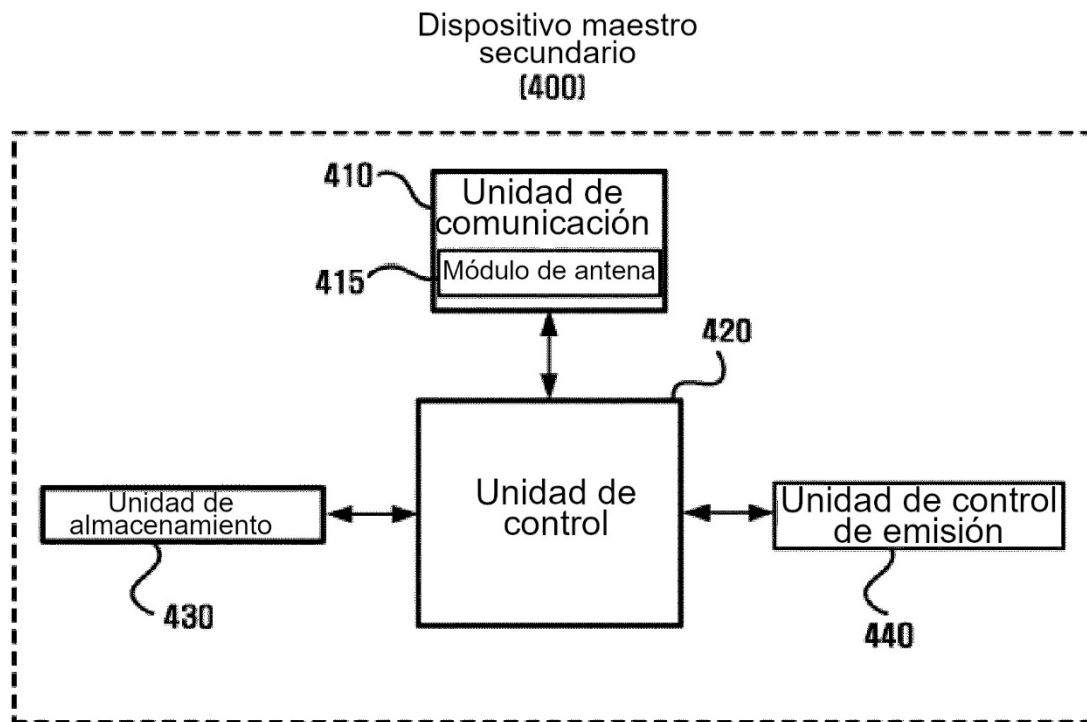 Dispositivo maestro
secundario
[400]
410
Unidad de
comunicación
415
Módulo de antena
420
Unidad de
control
Unidad de
almacenamiento
430
Unidad de control
de emisión
440